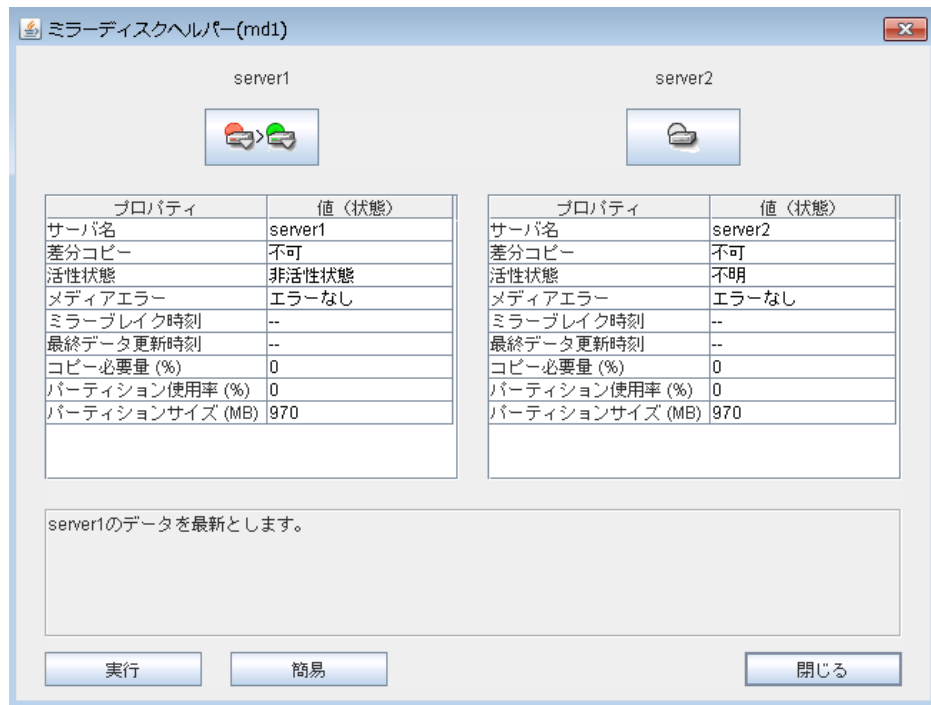 ミラーディスクヘルパー(md1)
server1 server2
>
プロパティ 値（状態） プロパティ 値（状態）
サーバ名 server1 サーバ名 server2
差分コピー 不可 差分コピー 不可
活性状態 非活性状態 活性状態 不明
メディアエラー エラーなし メディアエラー エラーなし
ミラーブレイク時刻 -- ミラーブレイク時刻 --
最終データ更新時刻 -- 最終データ更新時刻 --
コピー必要量 (%) 0 コピー必要量 (%) 0
パーティション使用率 (%) 0 パーティション使用率 (%) 0
パーティションサイズ (MB) 970 パーティションサイズ (MB) 970
server1のデータを最新とします。
実行 簡易 閉じる